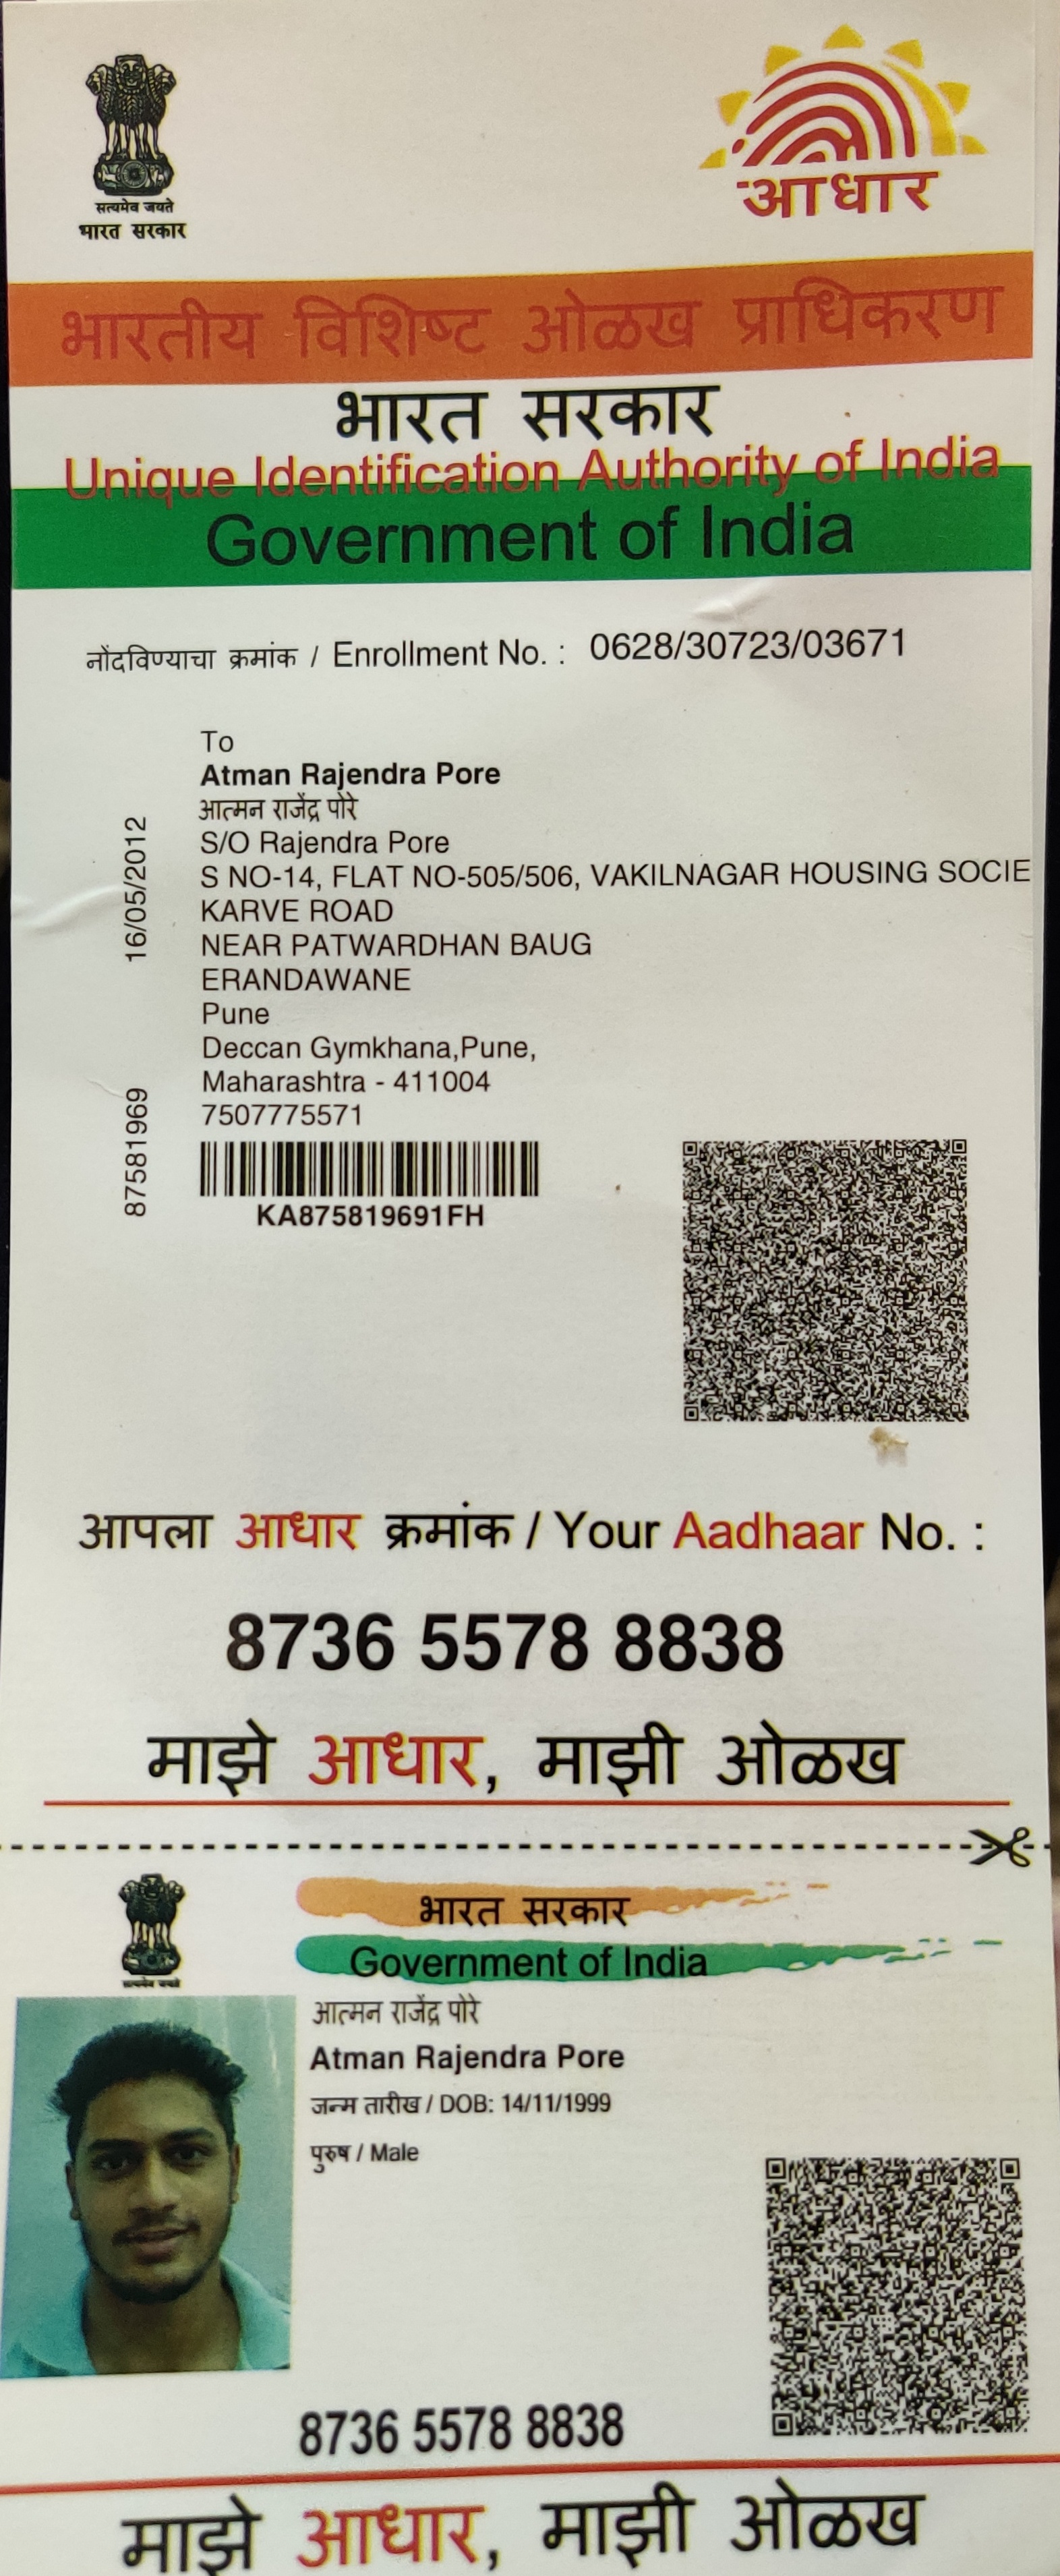 सत्यमेव जयते
भारत सरकार
आधार
भारतीय विशिष्ट ओळख प्राधिकरण
भारत सरकार
Unique Identification Authority of India
Government of India
नोंदविण्याचा क्रमांक / Enrollment No. : 0628/30723/03671
To
Atman Rajendra Pore
आत्मन राजेंद्र पोरे
S/O Rajendra Pore
S NO-14, FLAT NO-505/506, VAKILNAGAR HOUSING SOCIE
KARVE ROAD
NEAR PATWARDHAN BAUG
ERANDAWANE
Pune
Deccan Gymkhana,Pune,
Maharashtra - 411004
7507775571
16/05/2012
87581969
KA875819691FH
आपला आधार क्रमांक / Your Aadhaar No. :
8736 5578 8838
माझे आधार, माझी ओळख
भारत सरकार
Government of India
सत्यमेव जयते
आत्मन राजेंद्र पोरे
Atman Rajendra Pore
जन्म तारीख / DOB: 14/11/1999
पुरुष / Male
8736 5578 8838
माझे आधार, माझी ओळख